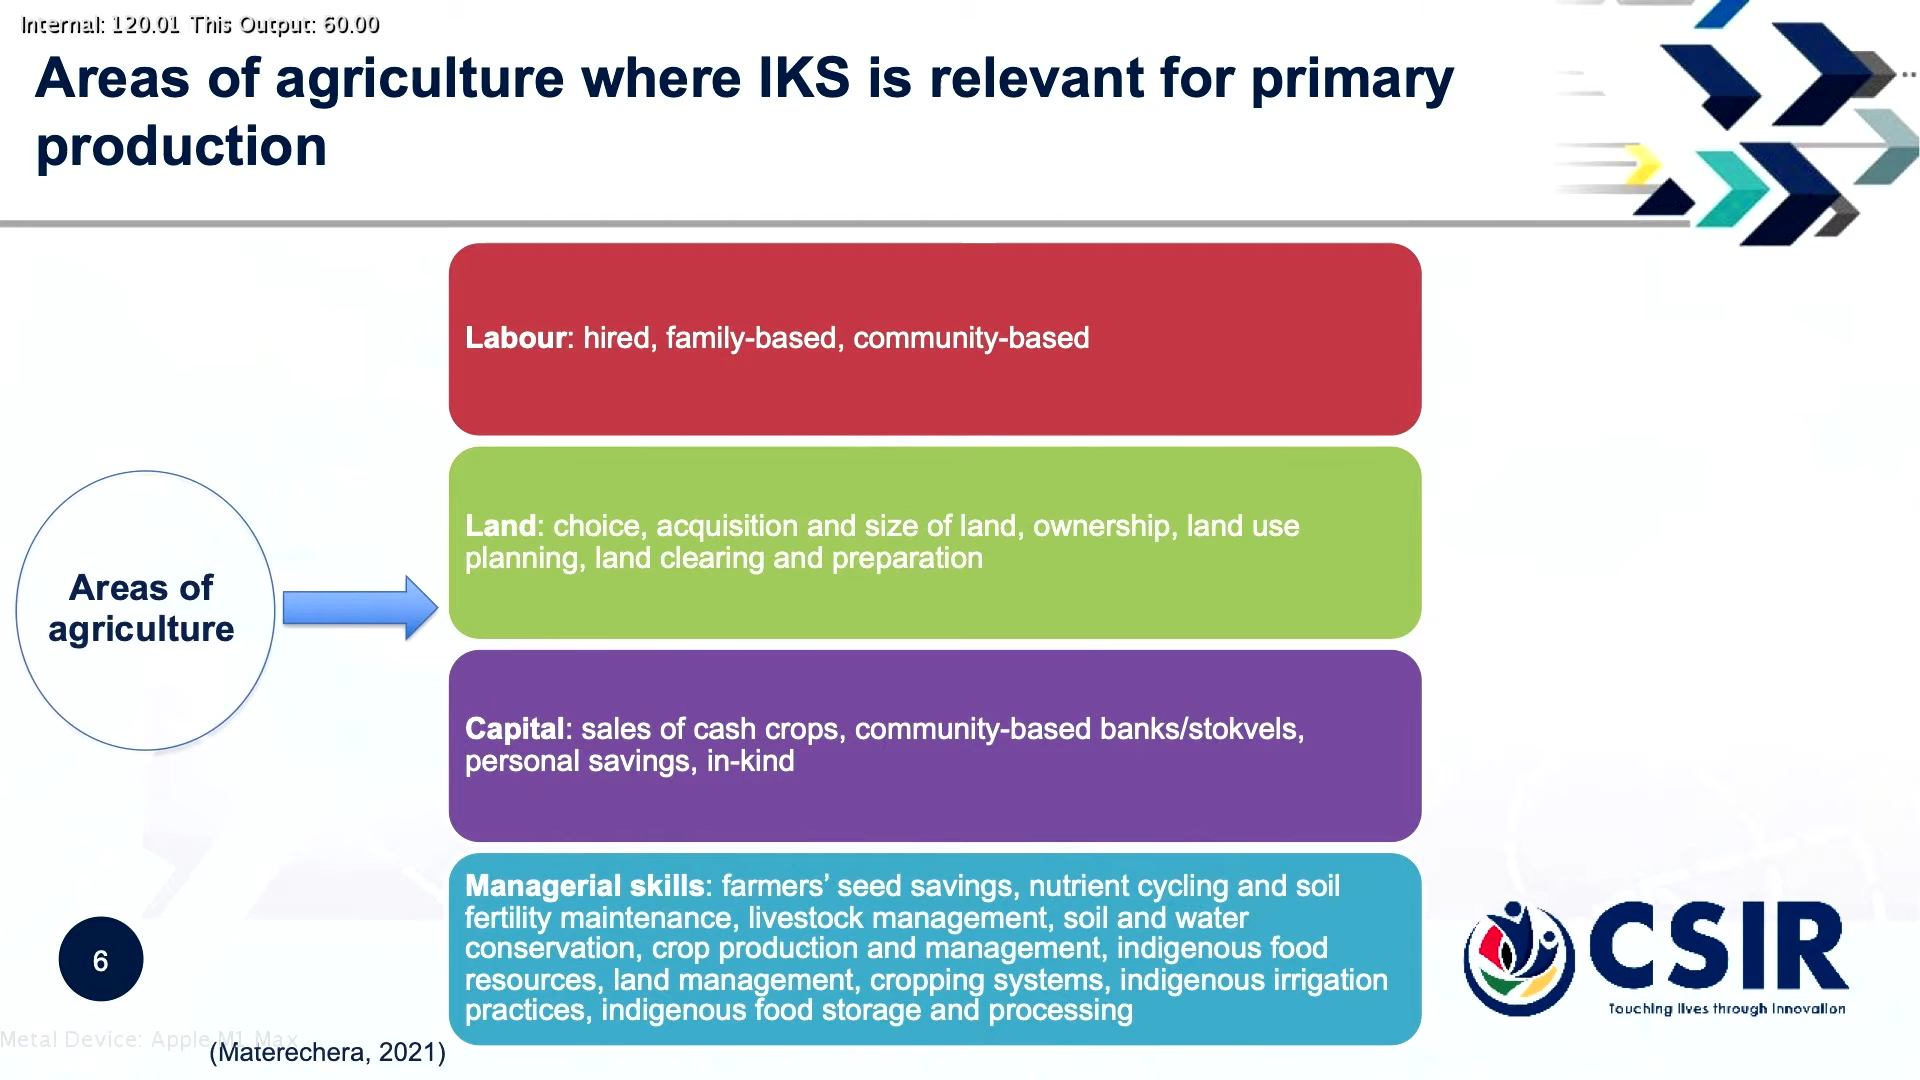 Internal: 120.01 This Output: 60.00
Areas of agriculture where IKS is relevant for primary
production
Labour: hired, family-based, community-based
Land: choice, acquisition and size of land, ownership, land use
planning, land clearing and preparation
Areas of
agriculture
Capital: sales of cash crops, community-based banks/stokvels,
personal savings, in-kind
Managerial skills: farmers’ seed savings, nutrient cycling and soil
fertility maintenance, livestock management, soil and water
conservation, crop production and management, indigenous food
resources, land management, cropping systems, indigenous irrigation
practices, indigenous food storage and processing
6
CSIR
Touching lives through innovation
Metal Device: Apple M1 Max
(Materechera, 2021)